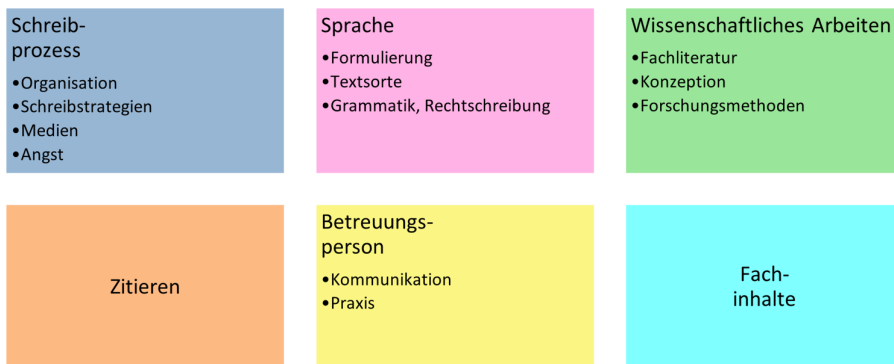 Schreib-
prozess
•Organisation
•Schreibstrategien
•Medien
•Angst
Sprache
•Formulierung
•Textsorte
•Grammatik, Rechtschreibung
Wissenschaftliches Arbeiten
•Fachliteratur
•Konzeption
•Forschungsmethoden
Zitieren
Betreuungs-
person
•Kommunikation
•Praxis
Fach-
inhalte